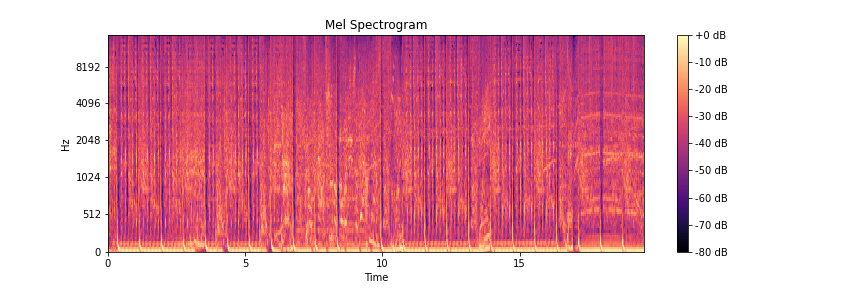 Mel Spectrogram
+0 dB
8192
-10 dB
4096
-20 dB
-30 dB
Hz
2048
-40 dB
1024
-50 dB
512
-60 dB
-70 dB
0
-80 dB
0 5 10 15
Time